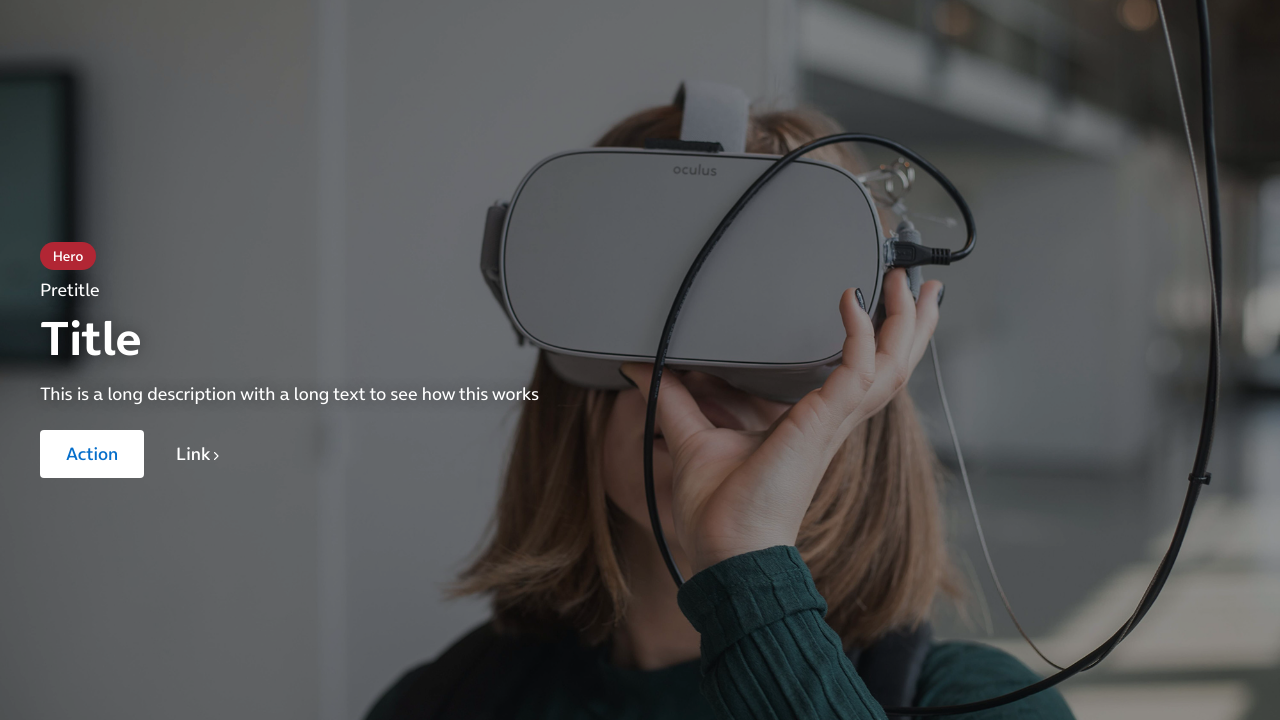 oculus
Hero
Pretitle
Title
This is a long description with a long text to see how this works
Action
Link ›